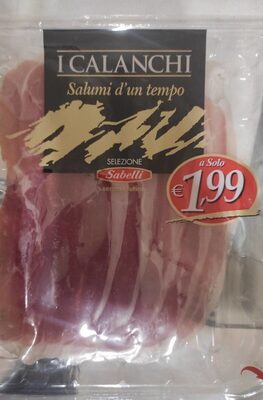 I CALANCHI
Salumi d'un tempo
SELEZIONE
Sabelli
a Solo
€1,99